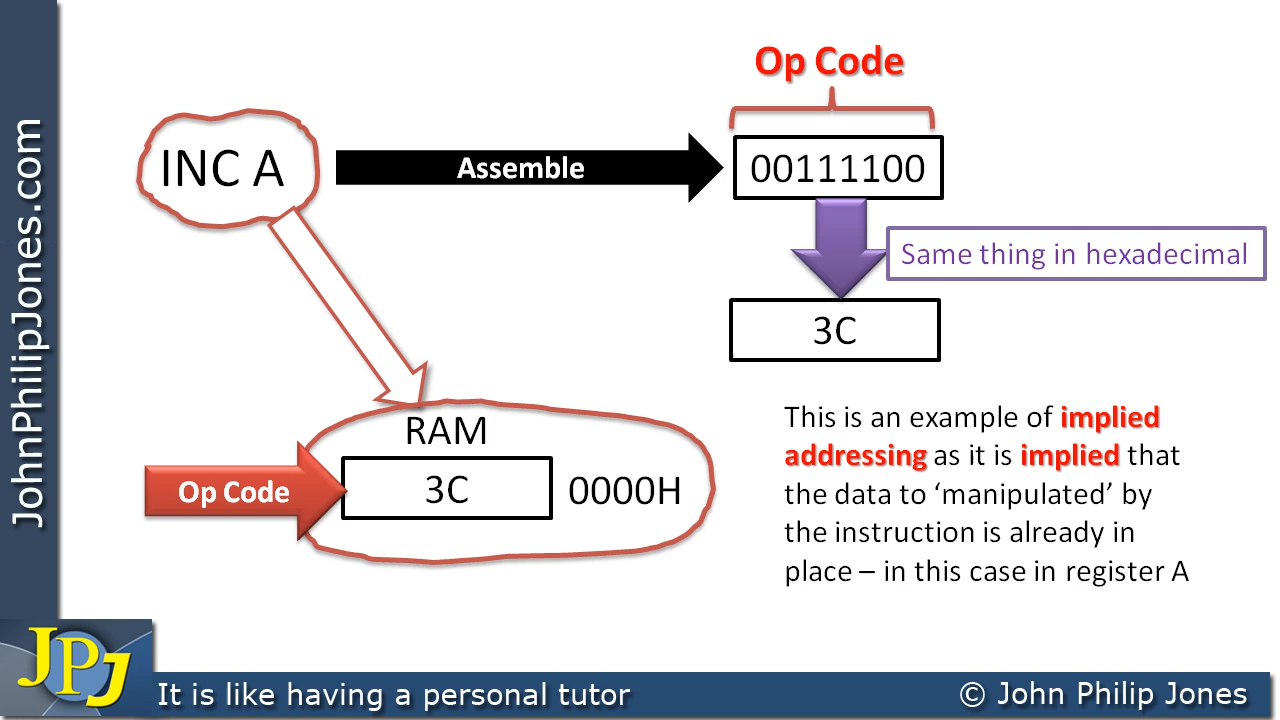 JohnPhilipJones.com
Op Code
INC A
Assemble
00111100
Same thing in hexadecimal
3C
RAM
Op Code
3C
0000H
This is an example of implied
addressing as it is implied that
the data to ‘manipulated’ by
the instruction is already in
place – in this case in register A
JPJ
It is like having a personal tutor
© John Philip Jones